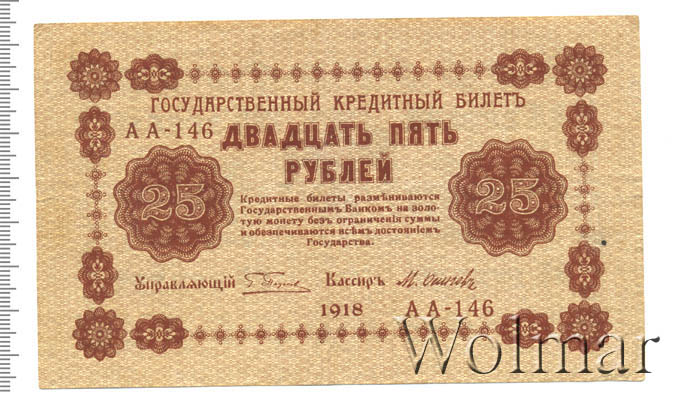 ГОСУДАРСТВЕННЫЙ КРЕДИТНЫЙ БИЛЕТЪ
АА-146
ДВАДЦАТЬ ПЯТЬ
РУБЛЕЙ
25
25
Кредитные билеты размѣниваются
Государственнымъ Банкомъ на золо-
тую монету безъ ограниченія суммы
и обезпечиваются всѣмъ достояніемъ
Государства.
Управляющій
Кассиръ
1918 АА-146
Wolmar